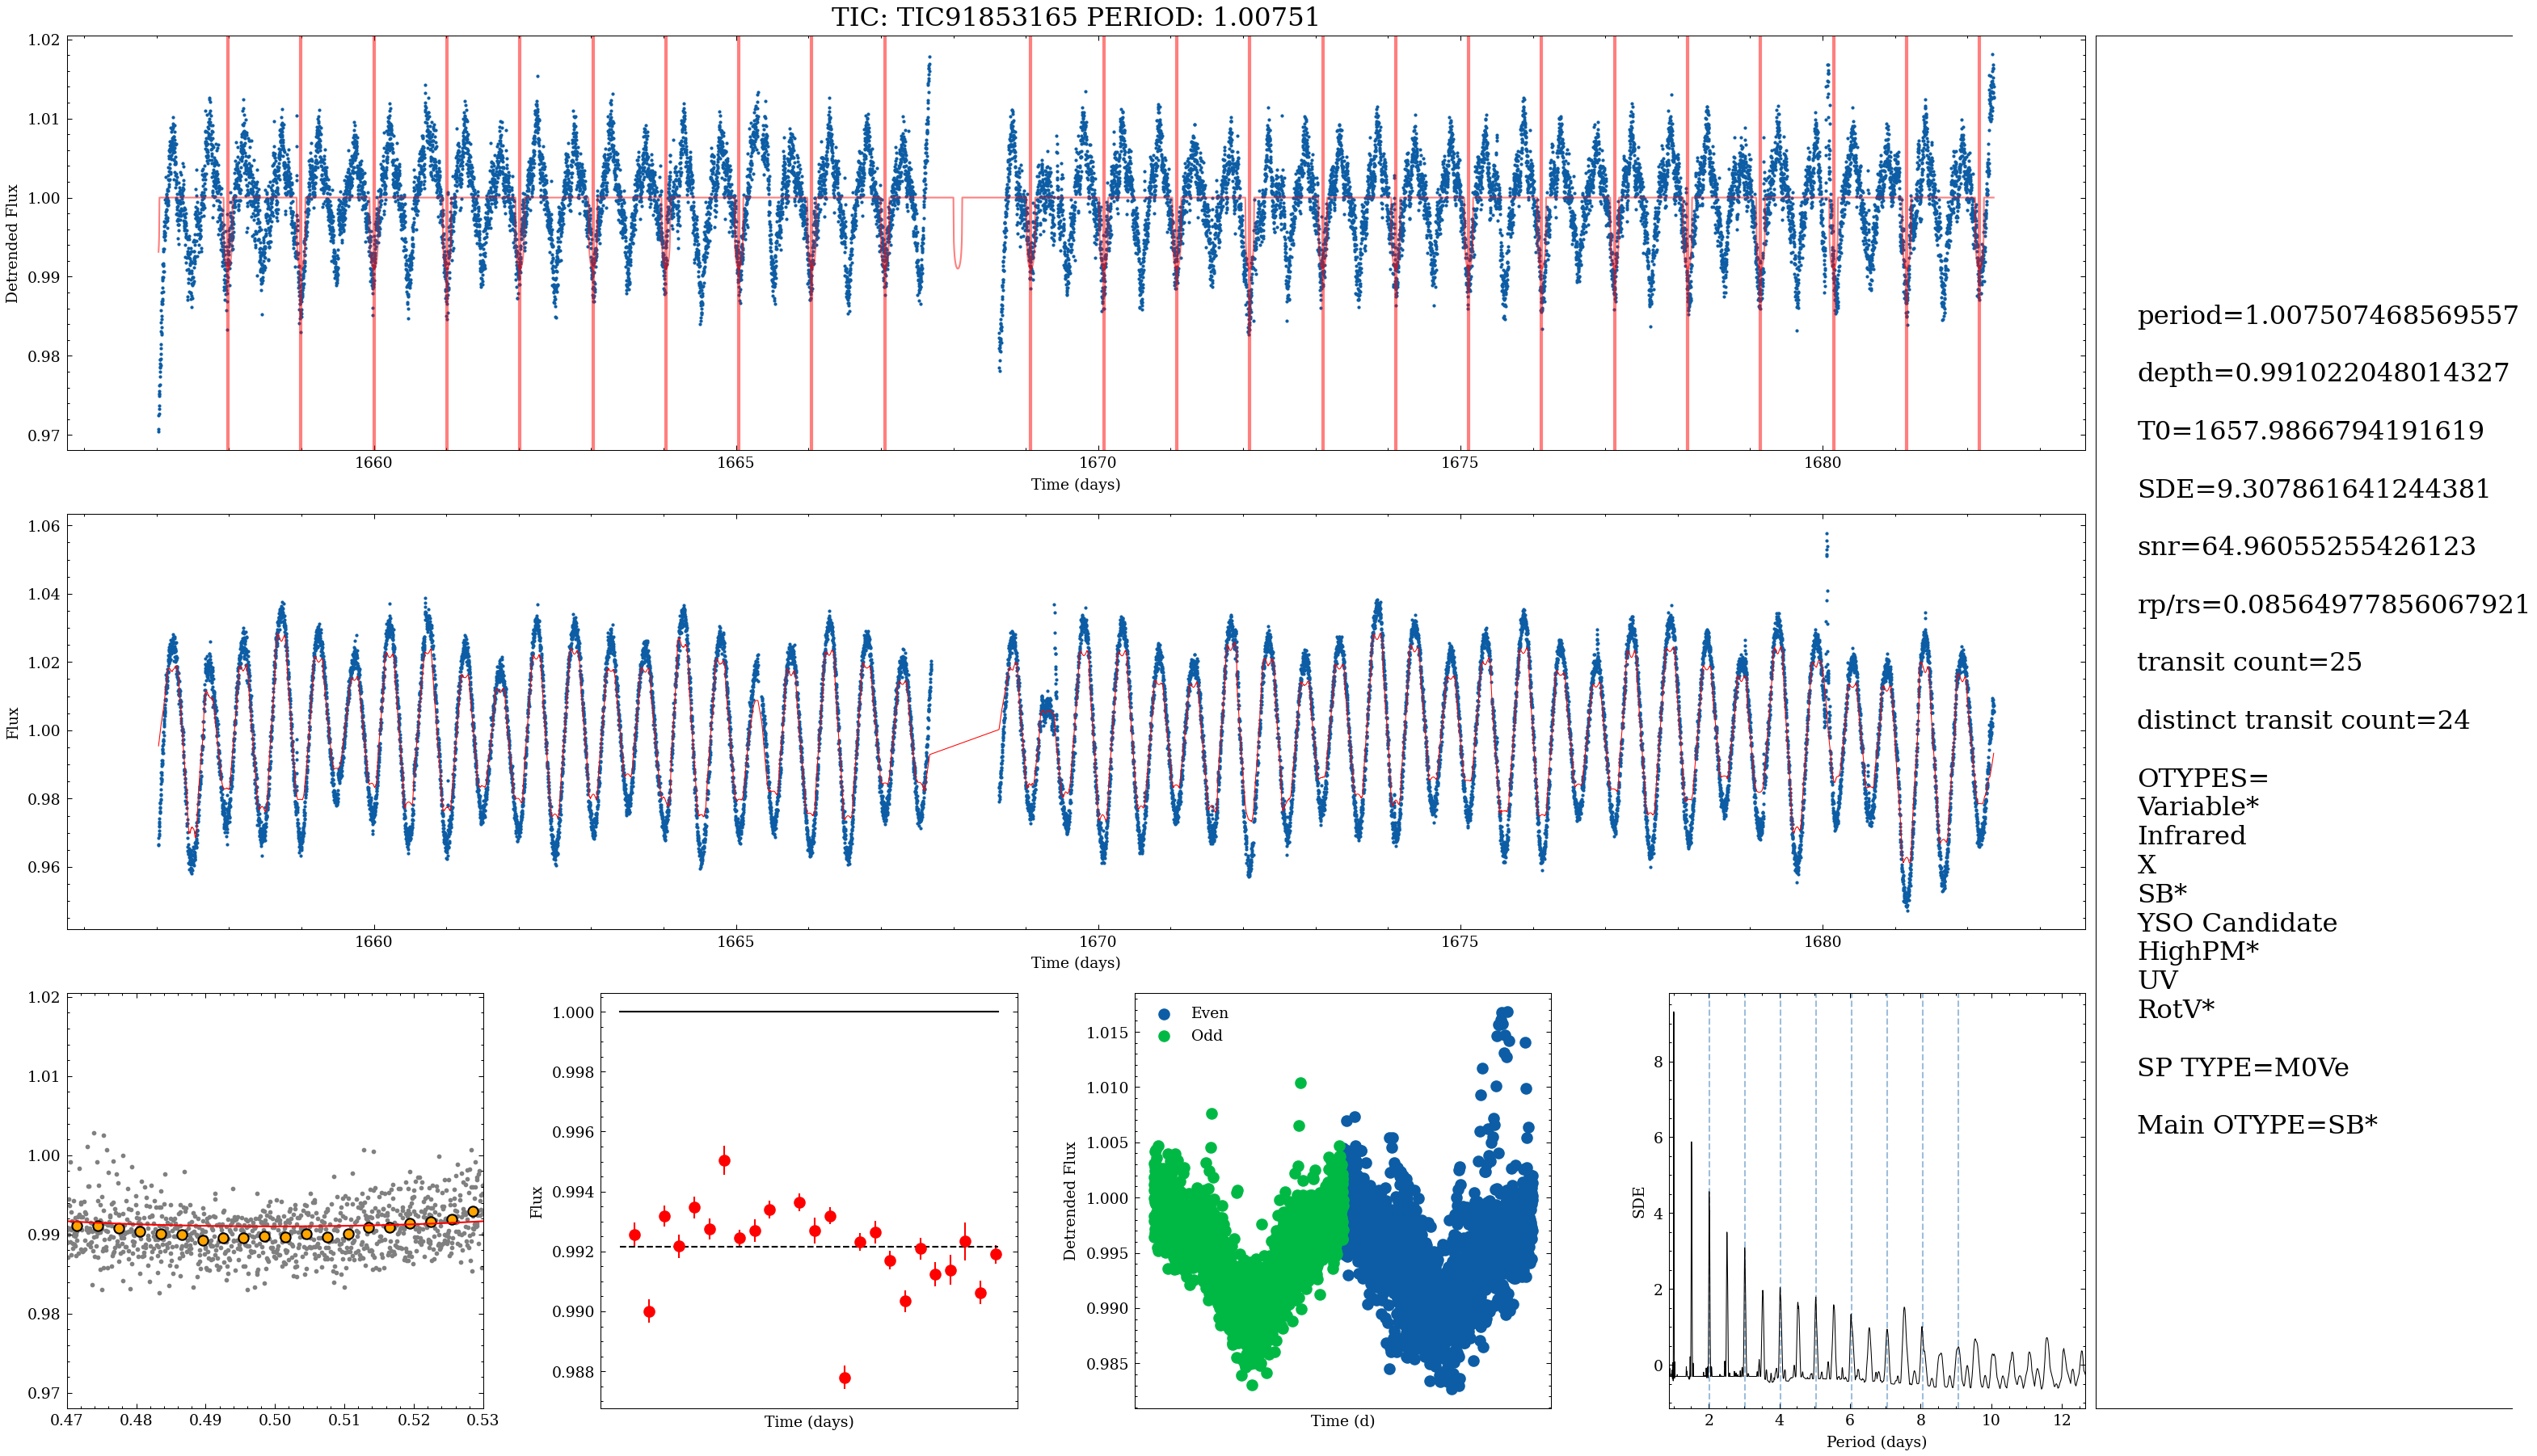 TIC: TIC91853165 PERIOD: 1.00751
1.02
1.01
1.00
0.99
0.98
0.97
Detrended Flux
1660
1665
1670
1675
1680
Time (days)
1.06
1.04
1.02
1.00
0.98
0.96
Flux
1660
1665
1670
1675
1680
Time (days)
1.02
1.01
1.00
0.99
0.98
0.97
0.47
0.48
0.49
0.50
0.51
0.52
0.53
1.000
0.998
0.996
0.994
0.992
0.990
0.988
Flux
Time (days)
Even
Odd
1.015
1.010
1.005
1.000
0.995
0.990
0.985
Detrended Flux
Time (d)
8
6
4
2
0
SDE
2
4
6
8
10
12
Period (days)
period=1.007507468569557
depth=0.991022048014327
T0=1657.9866794191619
SDE=9.307861641244381
snr=64.96055255426123
rp/rs=0.08564977856067921
transit count=25
distinct transit count=24
OTYPES=
Variable*
Infrared
X
SB*
YSO Candidate
HighPM*
UV
RotV*
SP TYPE=M0Ve
Main OTYPE=SB*